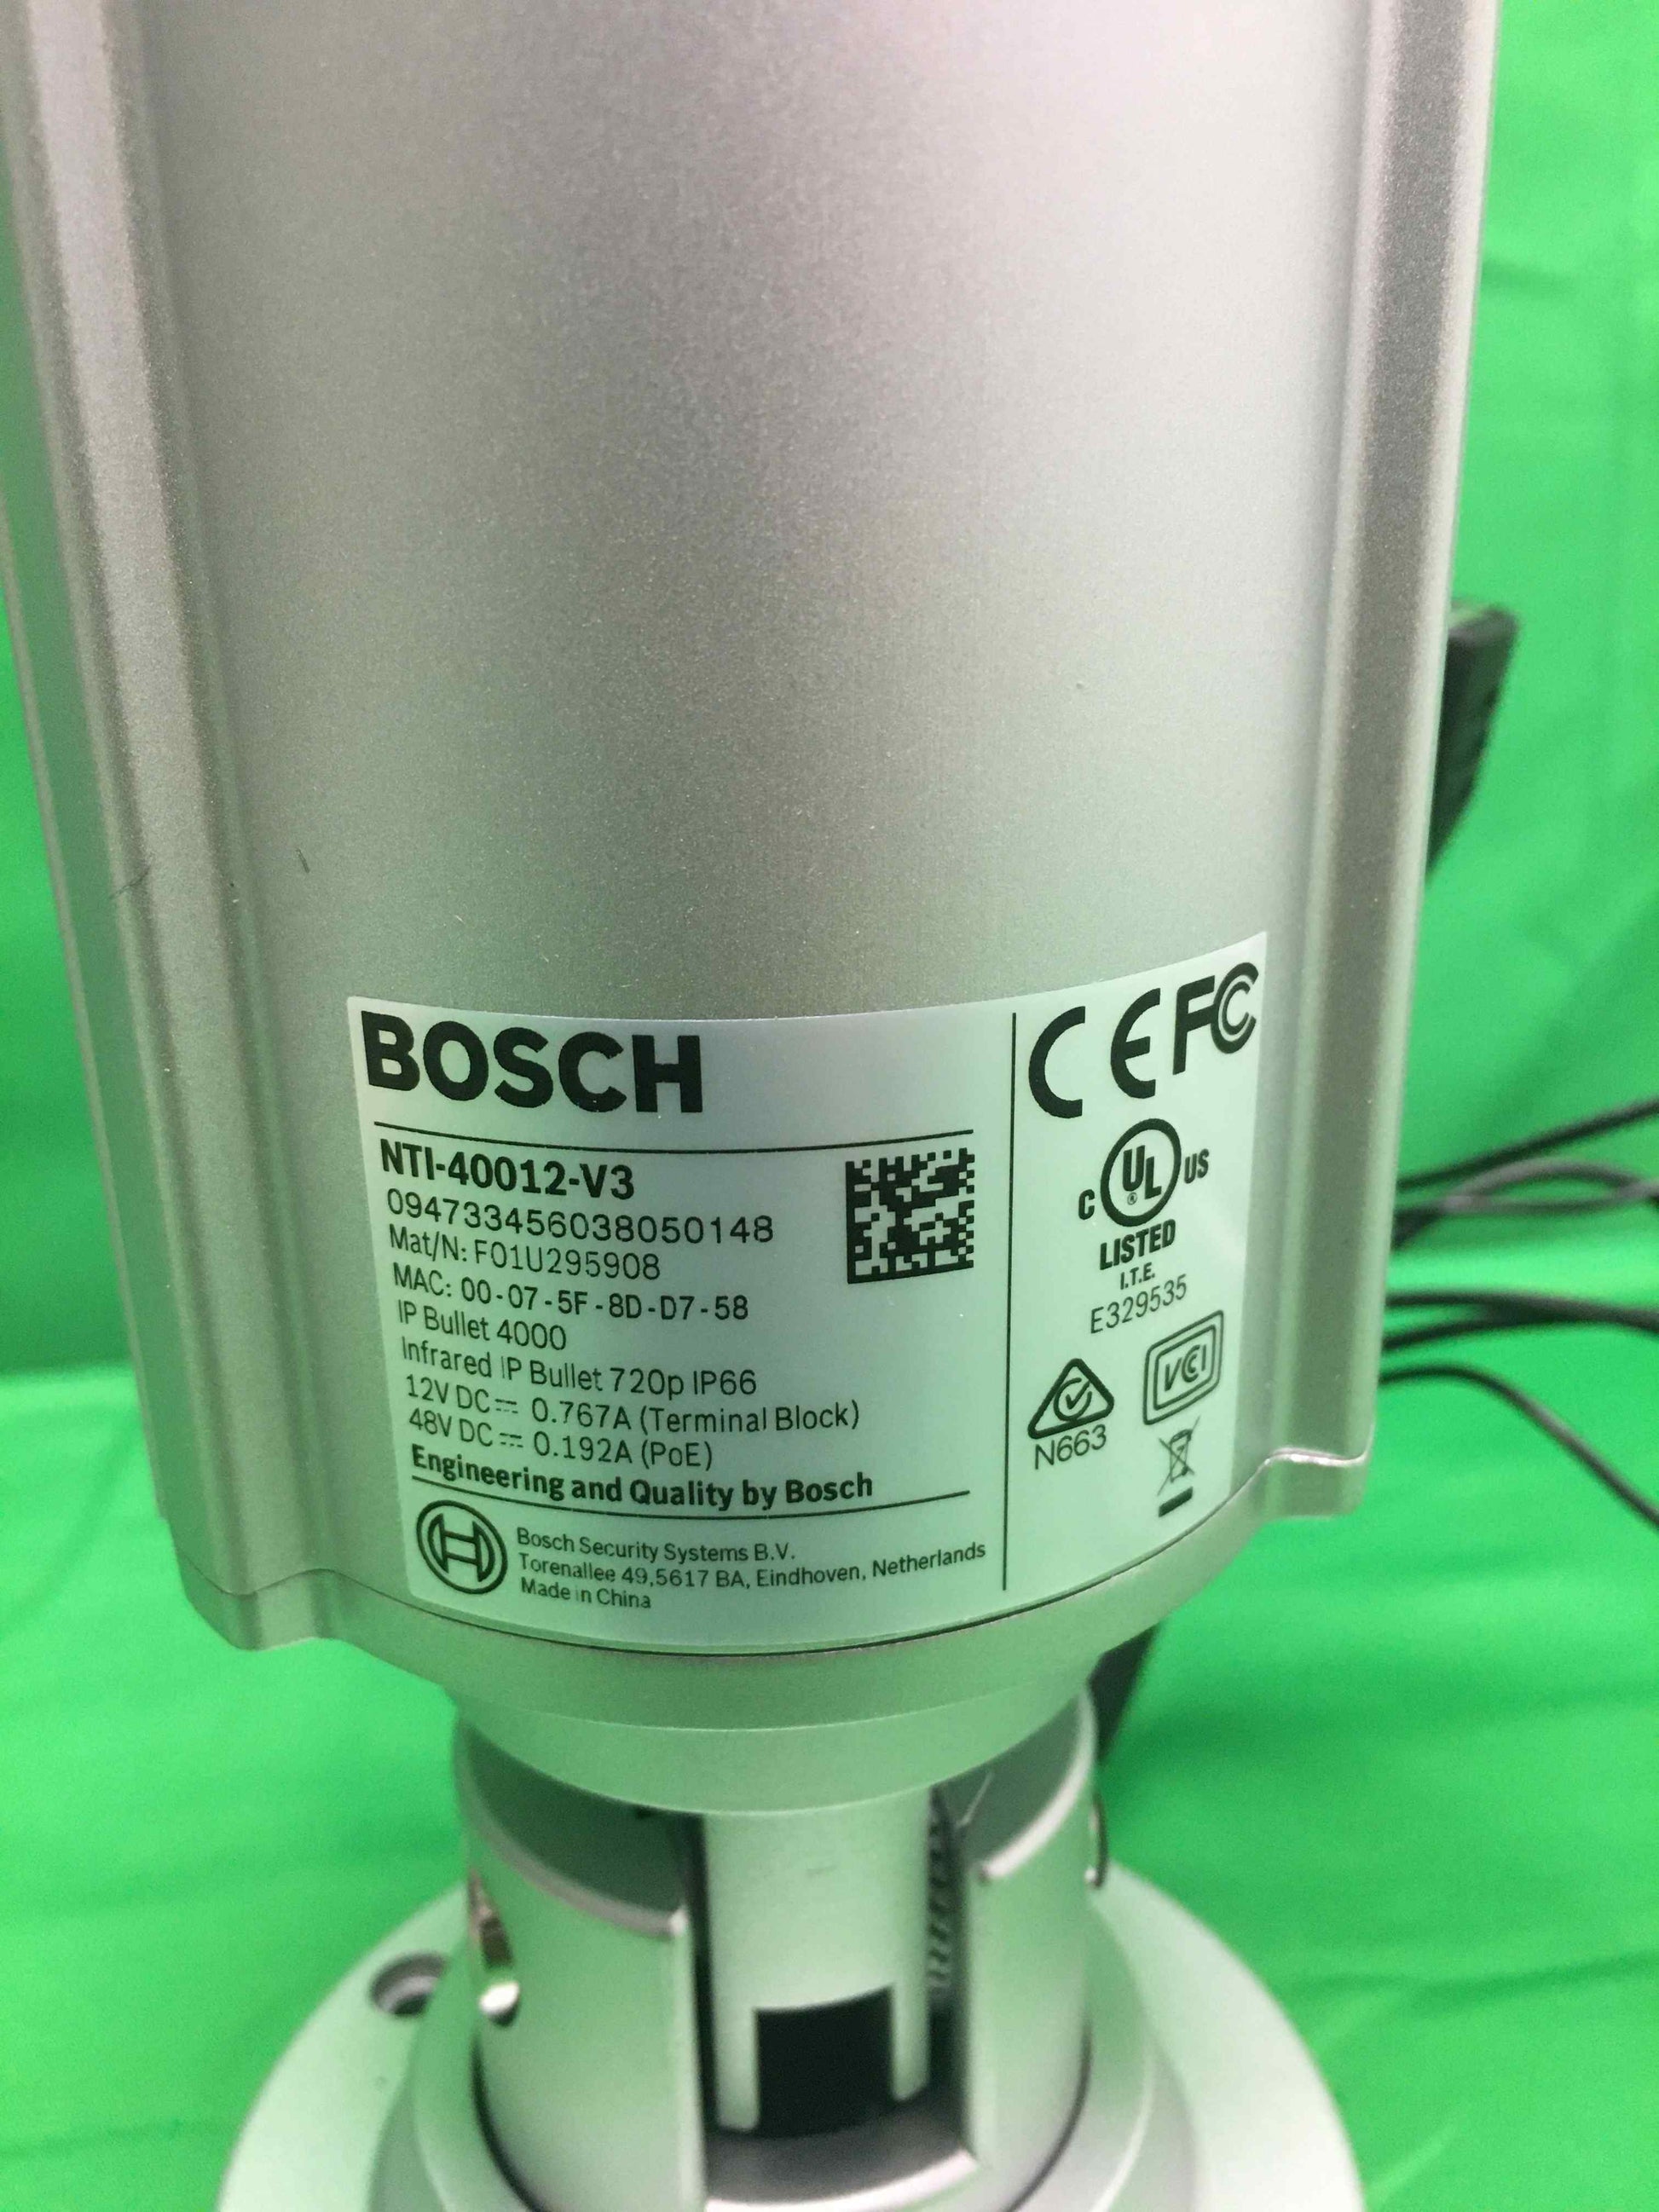 BOSCH
NTI-40012-V3
094733456038050148
Mat/N: F01U295908
MAC: 00-07-5F-8D-D7-58
IP Bullet 4000
Infrared IP Bullet 720p IP66
12V DC ⎓ 0.767A (Terminal Block)
48V DC ⎓ 0.192A (PoE)
Engineering and Quality by Bosch
Bosch Security Systems B.V.
Torenallee 49,5617 BA, Eindhoven, Netherlands
Made in China
CE FC
C UL® US
LISTED
I.T.E.
E329535
VCI
N663